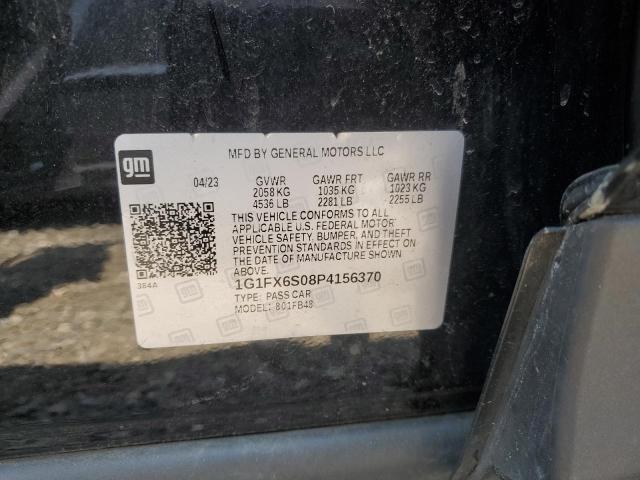 gm
MFD BY GENERAL MOTORS LLC
04/23 GVWR GAWR FRT GAWR RR
2058 KG 1035 KG 1023 KG
4536 LB 2281 LB 2255 LB
THIS VEHICLE CONFORMS TO ALL
APPLICABLE U.S. FEDERAL MOTOR
VEHICLE SAFETY, BUMPER, AND THEFT
PREVENTION STANDARDS IN EFFECT ON
THE DATE OF MANUFACTURE SHOWN
ABOVE.
384A
1G1FX6S08P4156370
TYPE: PASS CAR
MODEL: 801FB48